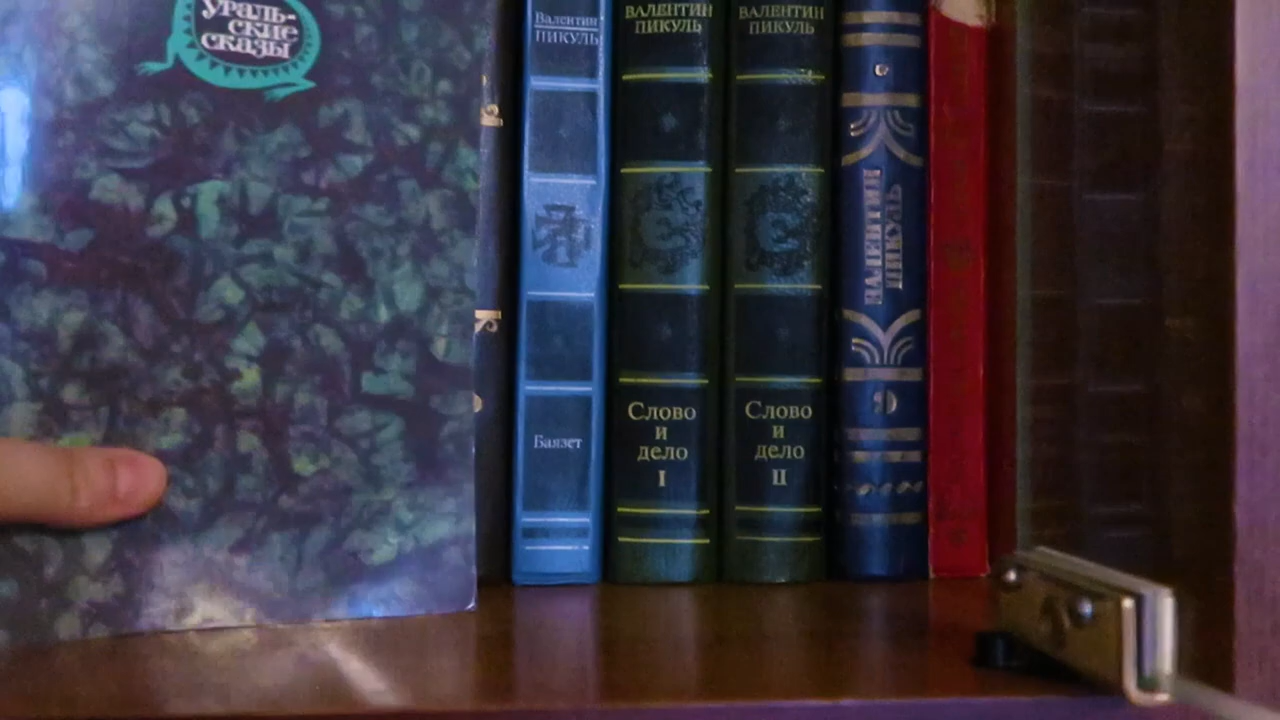 Ураль-
ские
сказы
Валентин
ПИКУЛЬ
Баязет
ВАЛЕНТИН
ПИКУЛЬ
Слово
и
дело
I
ВАЛЕНТИН
ПИКУЛЬ
Слово
и
дело
II
ВАЛЕНТИН
ПИКУЛЬ